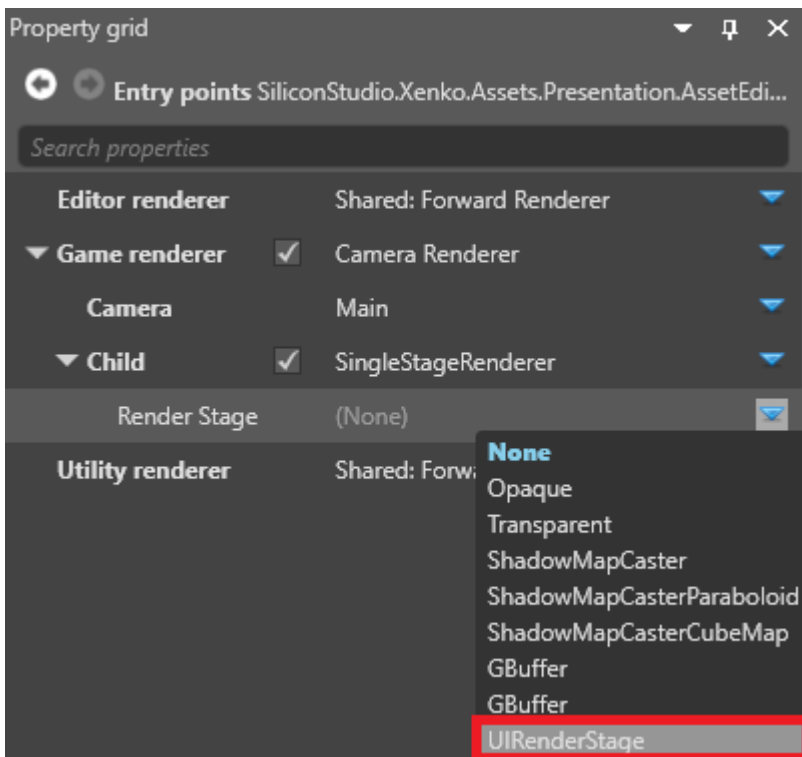 Property grid
Entry points SiliconStudio.Xenko.Assets.Presentation.AssetEdi...
Search properties
Editor renderer Shared: Forward Renderer
Game renderer Camera Renderer
Camera Main
Child SingleStageRenderer
Render Stage (None)
None
Utility renderer Shared: Forw
Opaque
Transparent
ShadowMapCaster
ShadowMapCasterParaboloid
ShadowMapCasterCubeMap
GBuffer
GBuffer
UIRenderStage